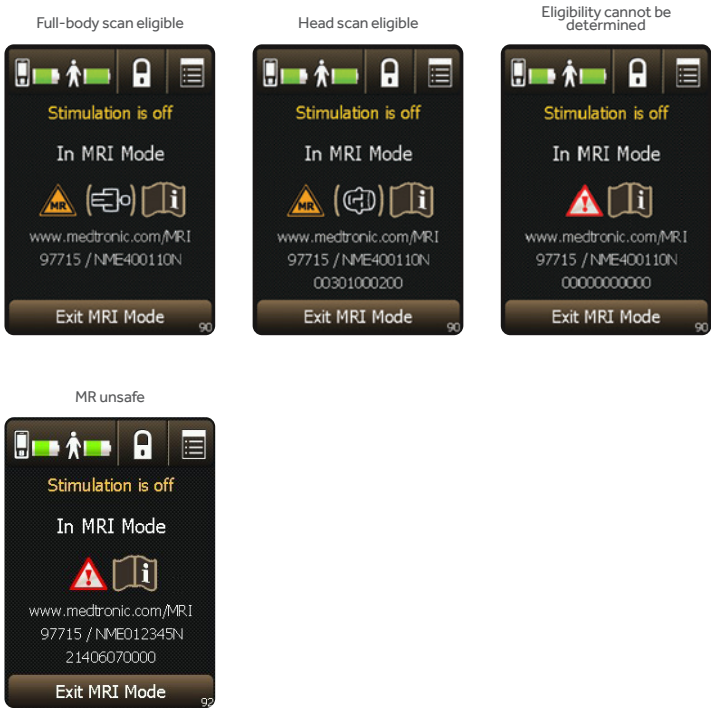 Full-body scan eligible
Stimulation is off
In MRI Mode
MR
i
www.medtronic.com/MRI
97715 / NME400110N
Exit MRI Mode
90
Head scan eligible
Stimulation is off
In MRI Mode
MR
i
www.medtronic.com/MRI
97715 / NME400110N
00301000200
Exit MRI Mode
90
Eligibility cannot be
determined
Stimulation is off
In MRI Mode
!
i
www.medtronic.com/MRI
97715 / NME400110N
00000000000
Exit MRI Mode
90
MR unsafe
Stimulation is off
In MRI Mode
!
i
www.medtronic.com/MRI
97715 / NME012345N
21406070000
Exit MRI Mode
92